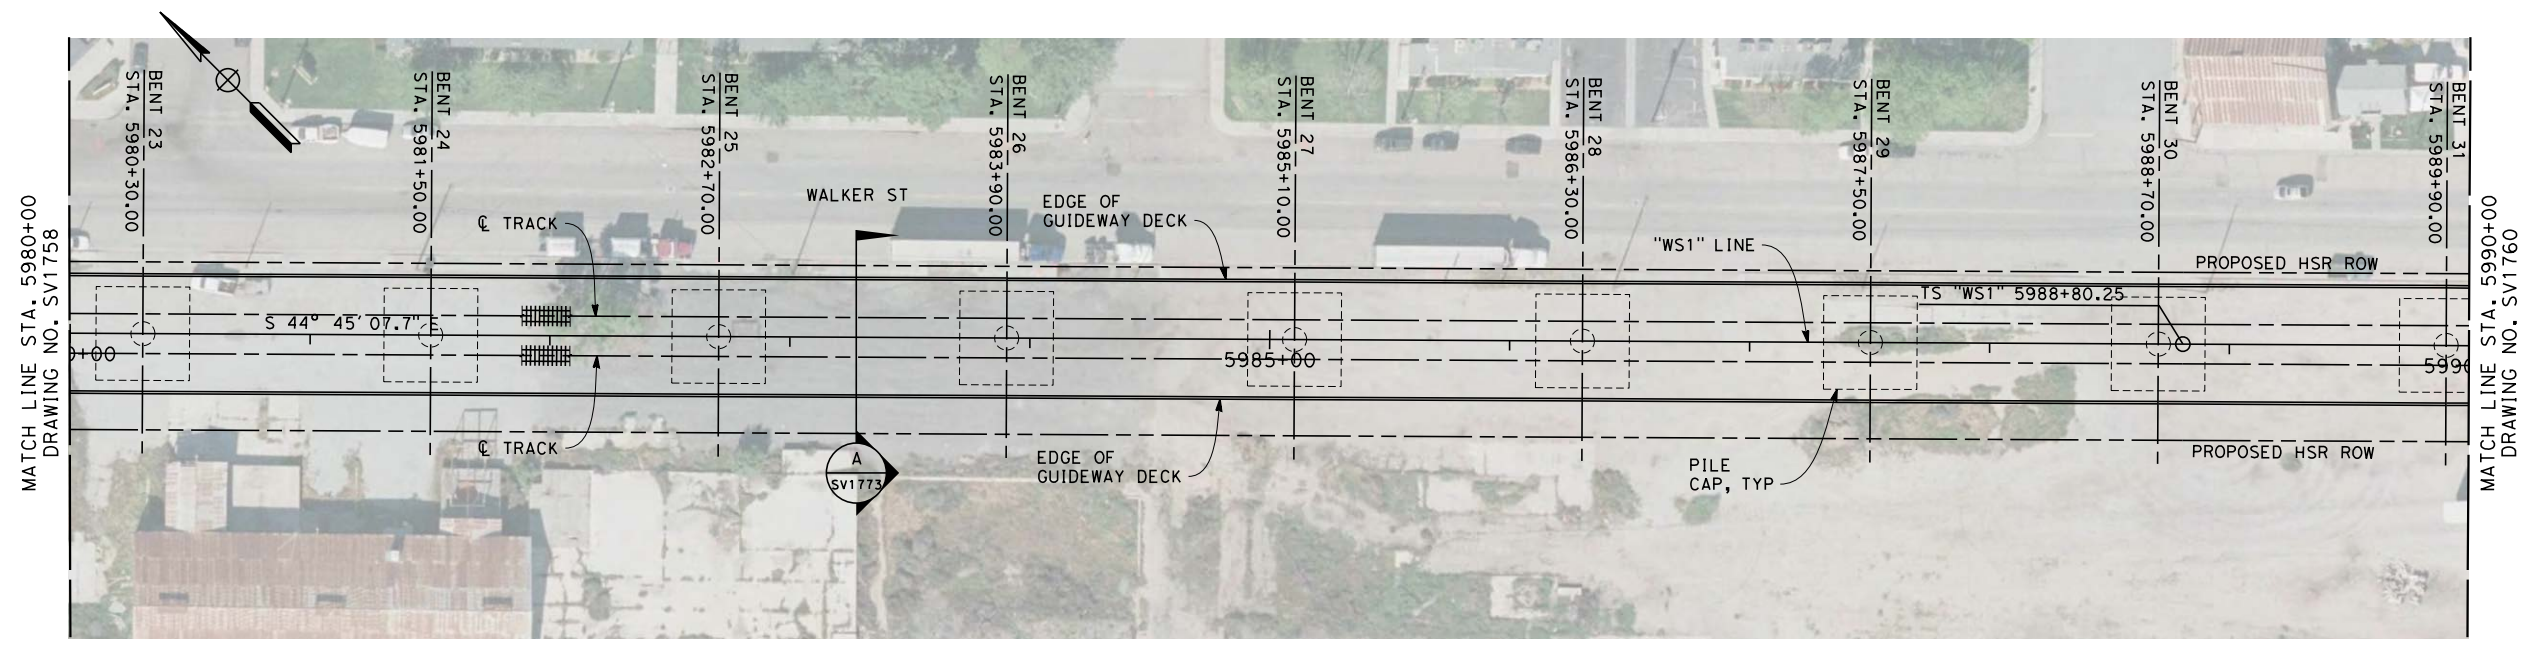 MATCH LINE STA. 5980+00
DRAWING NO. SV1758
BENT 23
STA. 5980+30.00
BENT 24
STA. 5981+50.00
BENT 25
STA. 5982+70.00
BENT 26
STA. 5983+90.00
BENT 27
STA. 5985+10.00
BENT 28
STA. 5986+30.00
BENT 29
STA. 5987+50.00
BENT 30
STA. 5988+70.00
BENT 31
STA. 5989+90.00
WALKER ST
℄ TRACK
EDGE OF
GUIDEWAY DECK
"WS1" LINE
PROPOSED HSR ROW
TS "WS1" 5988+80.25
S 44° 45'07.7" E
0+00
5985+00
5990
℄ TRACK
A
SV1773
EDGE OF
GUIDEWAY DECK
PILE
CAP, TYP
PROPOSED HSR ROW
MATCH LINE STA. 5990+00
DRAWING NO. SV1760